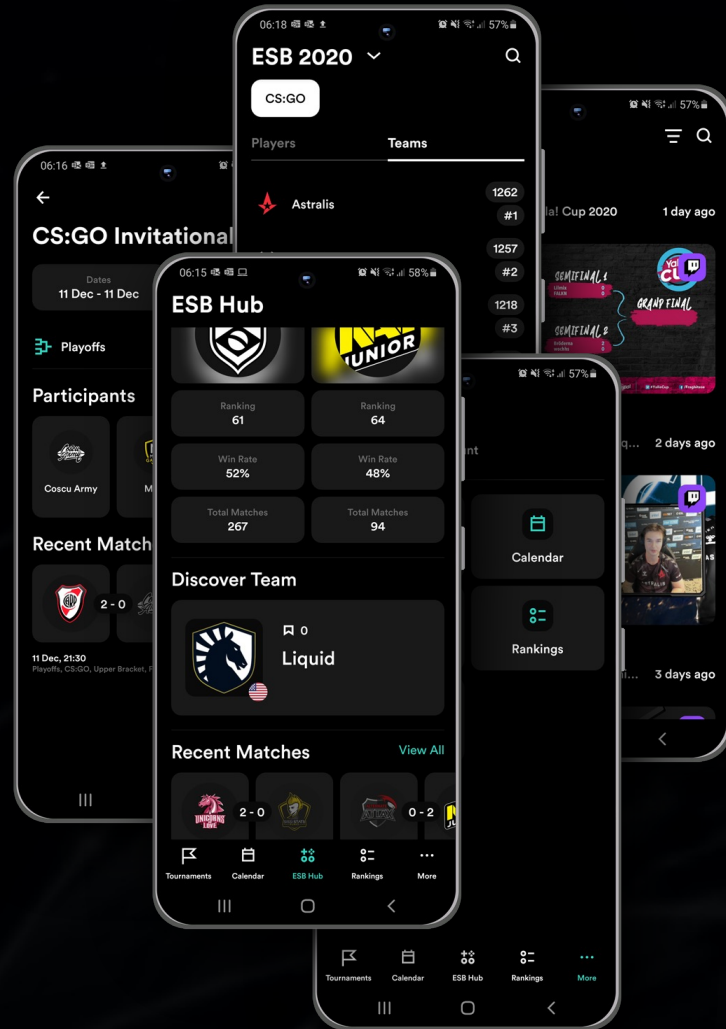 06:18
57%
ESB 2020
CS:GO
Players Teams
Astralis 1262
#1
1257
#2
1218
#3
06:16
CS:GO Invitational
Dates
11 Dec - 11 Dec
Playoffs
Participants
Coscu Army
M
Recent Match
2 - 0
11 Dec, 21:30
Playoffs, CS:GO, Upper Bracket,
06:15
58%
ESB Hub
JUNIOR
Ranking
61
Ranking
64
Win Rate
52%
Win Rate
48%
Total Matches
267
Total Matches
94
Discover Team
0
Liquid
Recent Matches View All
UNICORNS
LOVE
2 - 0
0 - 2
Tournaments Calendar ESB Hub Rankings More
57%
Cup 2020 1 day ago
SEMIFINAL 1
SEMIFINAL 2
GRAND FINAL
2 days ago
3 days ago
57%
Calendar
Rankings
Tournaments Calendar ESB Hub Rankings More